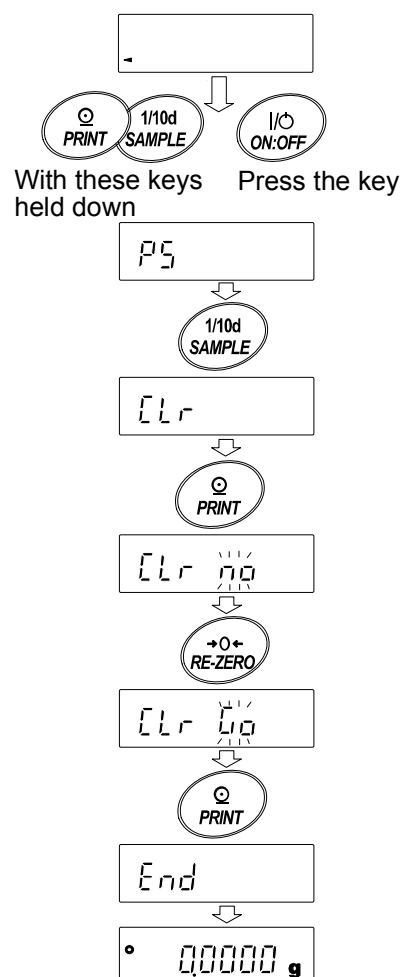 PRINT
1/10d
SAMPLE
I/⏻
ON:OFF
With these keys
held down
Press the key
PS
1/10d
SAMPLE
CLr
PRINT
CLr no
→0←
RE-ZERO
CLr Go
PRINT
End
0.0000 g